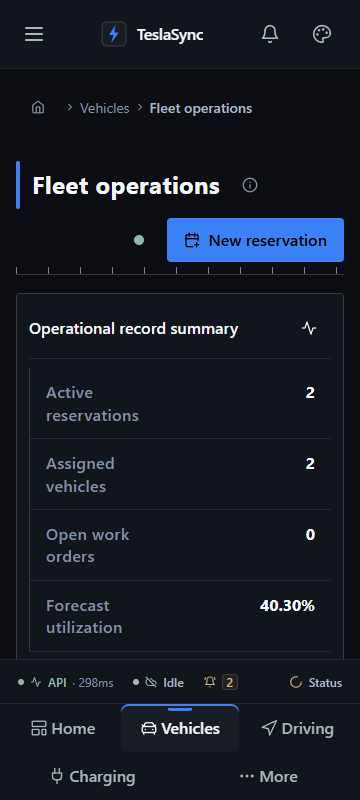 TeslaSync
Vehicles Fleet operations
Fleet operations
New reservation
Operational record summary
Active reservations 2
Assigned vehicles 2
Open work orders 0
Forecast utilization 40.30%
API · 298ms Idle 2 Status
Home Vehicles Driving
Charging More